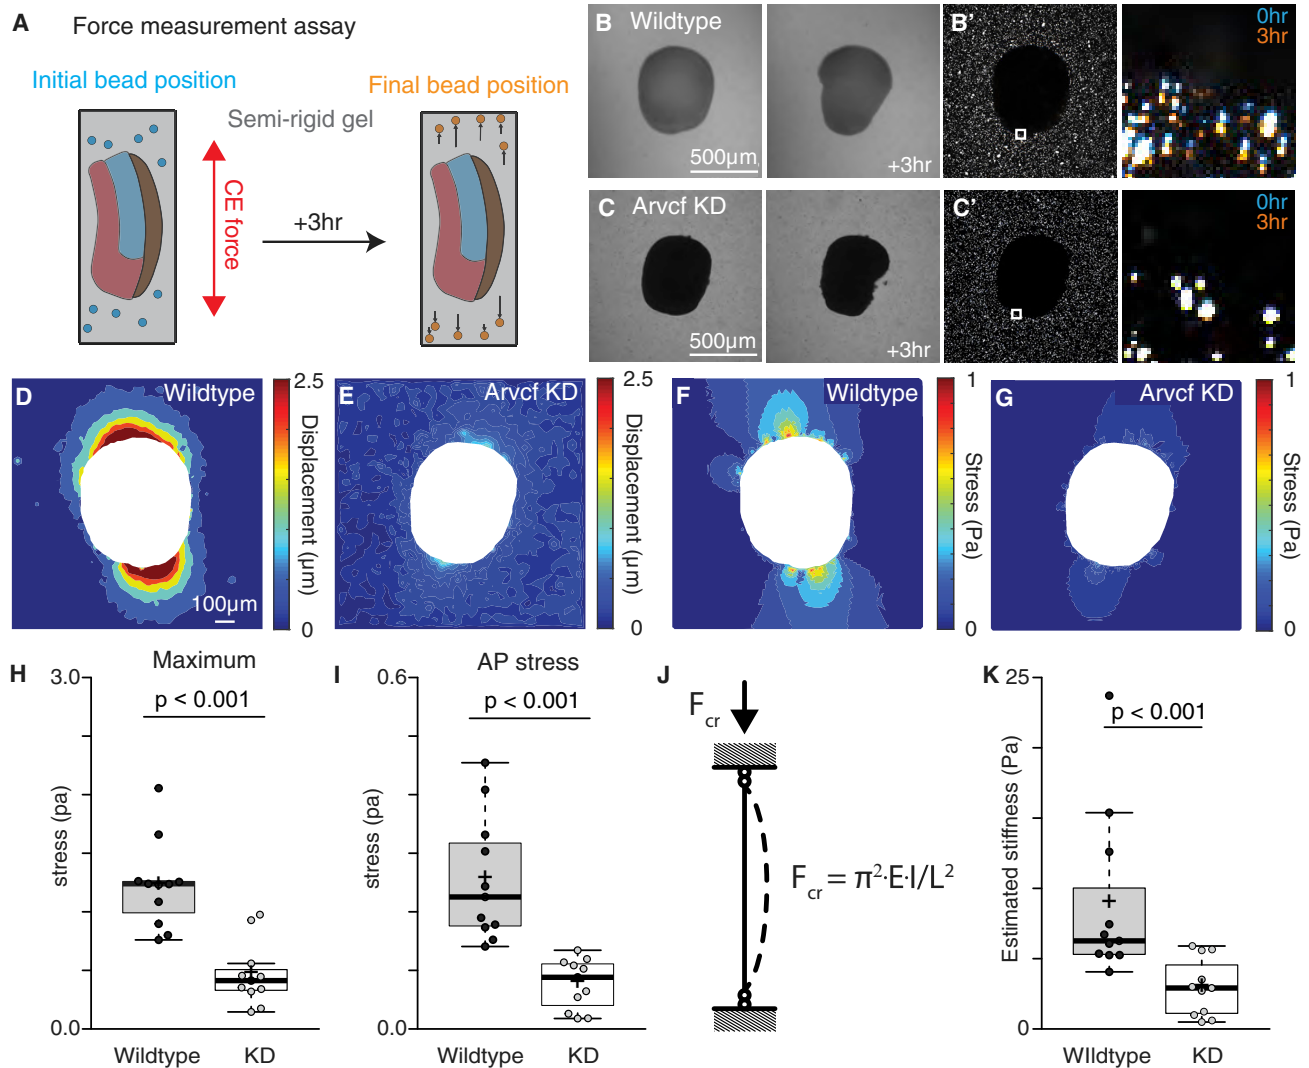 A
Force measurement assay
Initial bead position
Final bead position
Semi-rigid gel
CE force
+3hr
B Wildtype
500µm
+3hr
B'
0hr
3hr
C Arvcf KD
500µm
+3hr
C'
0hr
3hr
D Wildtype
100µm
2.5
Displacement (µm)
0
E Arvcf KD
2.5
Displacement (µm)
0
F Wildtype
1
Stress (Pa)
0
G Arvcf KD
1
Stress (Pa)
0
H Maximum
3.0
p < 0.001
stress (pa)
0.0
Wildtype KD
I AP stress
0.6
p < 0.001
stress (pa)
0.0
Wildtype KD
J
Fcr
Fcr = π²·E·I/L²
K
25
p < 0.001
Estimated stiffness (Pa)
0
WIldtype KD